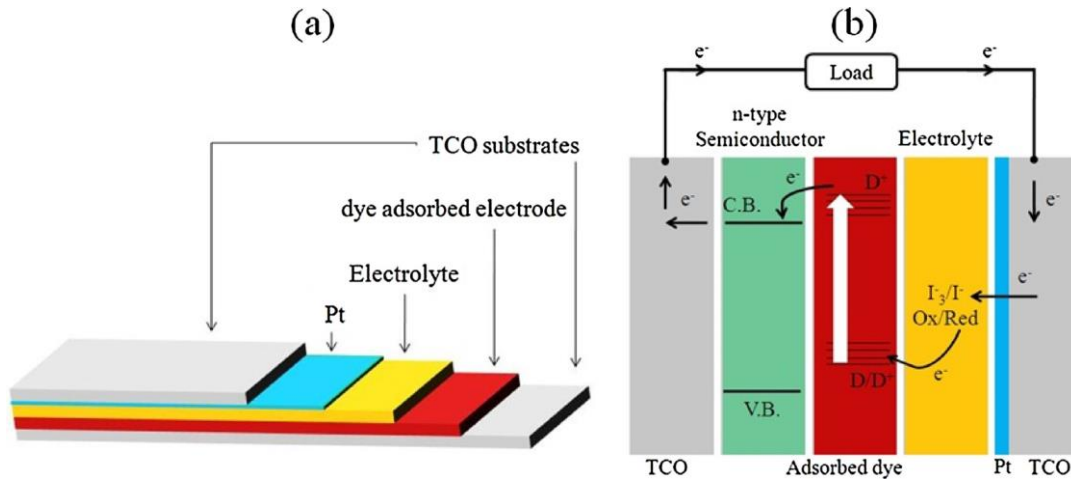 (a)
TCO substrates
dye adsorbed electrode
Electrolyte
Pt
(b)
e⁻
Load
e⁻
n-type
Semiconductor
Electrolyte
e⁻
D⁺
e⁻
C.B.
e⁻
e⁻
e⁻
I⁻₃/I⁻
Ox/Red
D/D⁺
e⁻
V.B.
TCO
Adsorbed dye
Pt
TCO